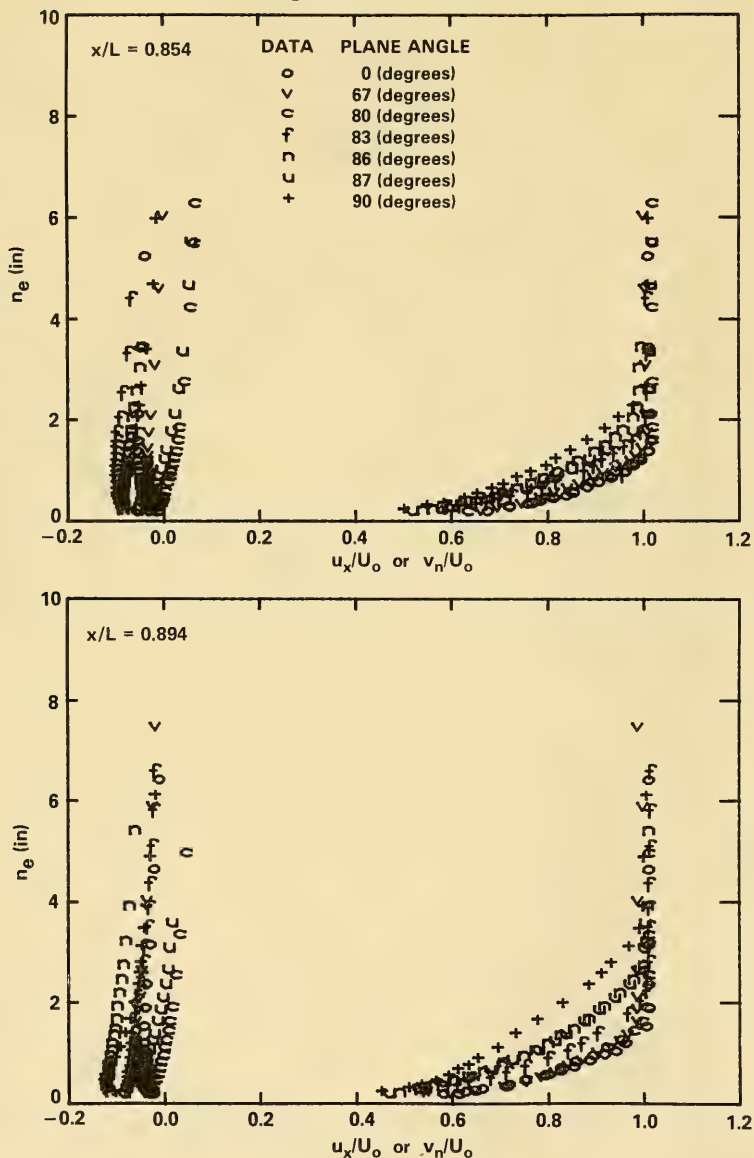 10
x/L = 0.854
DATA PLANE ANGLE
0 (degrees)
67 (degrees)
80 (degrees)
83 (degrees)
86 (degrees)
87 (degrees)
+ 90 (degrees)
8
6
4
2
0
n_e (in)
−0.2 0.0 0.2 0.4 0.6 0.8 1.0 1.2
u_x/U_o or v_n/U_o
10
x/L = 0.894
8
6
4
2
0
n_e (in)
−0.2 0.0 0.2 0.4 0.6 0.8 1.0 1.2
u_x/U_o or v_n/U_o